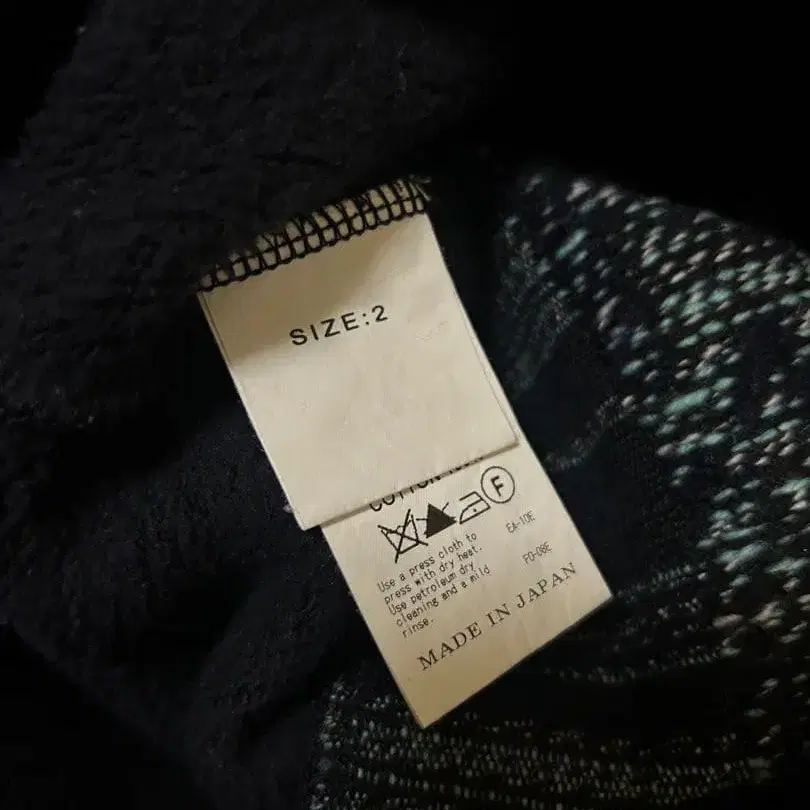 SIZE:2
F
EA-10E
Use a press cloth to
press with dry heat.
Use petroleum dry
cleaning and a mild
rinse.
FO-08E
MADE IN JAPAN